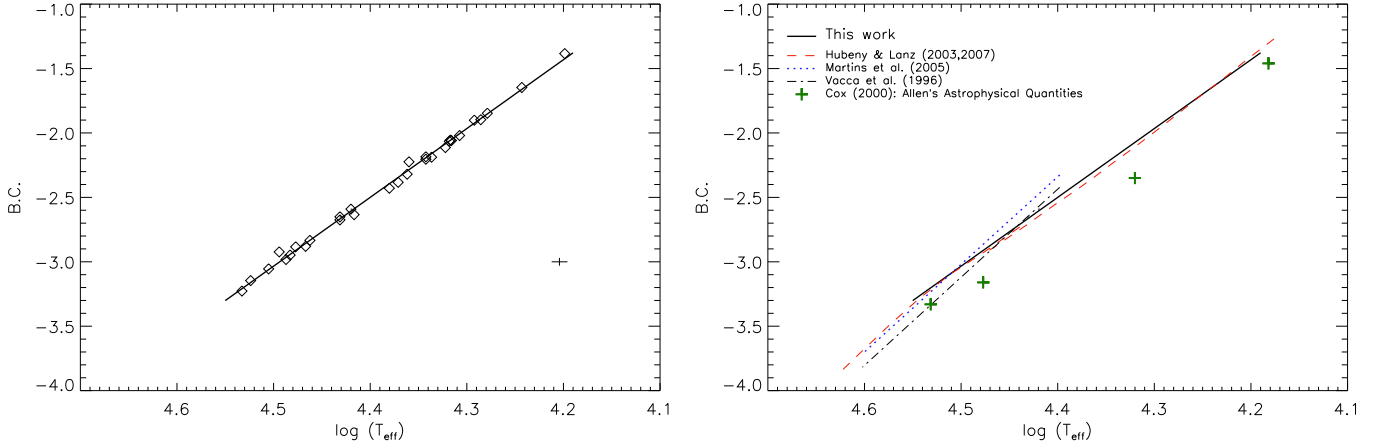 −1.0
−1.5
−2.0
−2.5
−3.0
−3.5
−4.0
B.C.
4.6 4.5 4.4 4.3 4.2 4.1
log (Teff)
−1.0
−1.5
−2.0
−2.5
−3.0
−3.5
−4.0
B.C.
This work
Hubeny & Lanz (2003,2007)
Martins et al. (2005)
Vacca et al. (1996)
Cox (2000): Allen's Astrophysical Quantities
4.6 4.5 4.4 4.3 4.2 4.1
log (Teff)